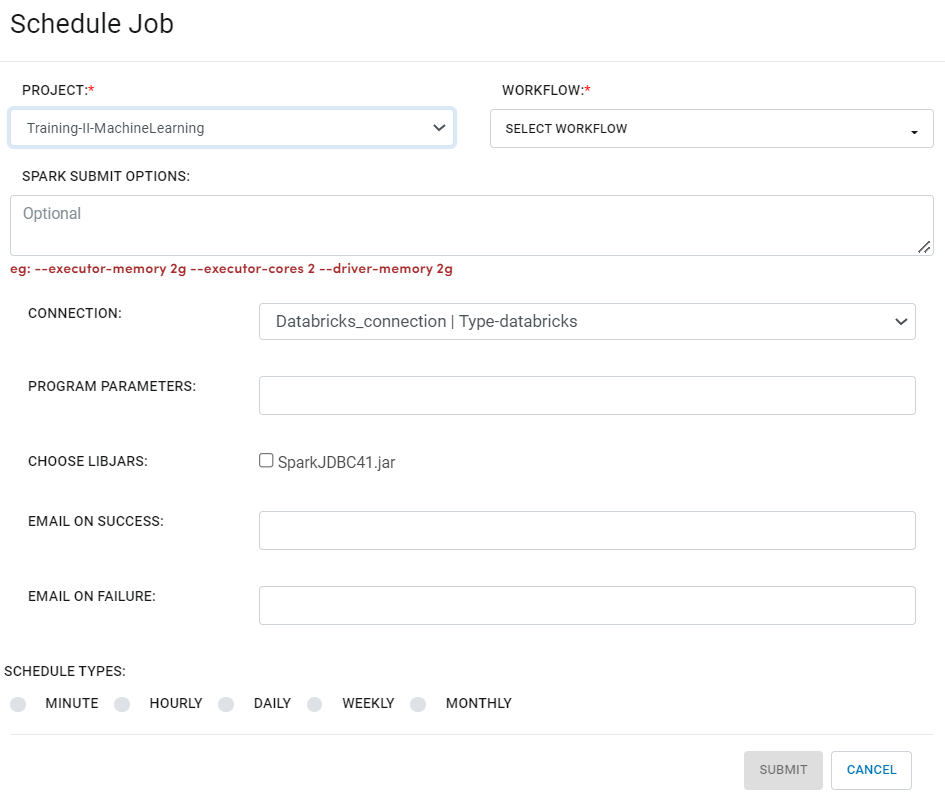 Schedule Job
PROJECT:* WORKFLOW:*
Training-II-MachineLearning SELECT WORKFLOW
SPARK SUBMIT OPTIONS:
Optional
eg: --executor-memory 2g --executor-cores 2 --driver-memory 2g
CONNECTION: Databricks_connection | Type-databricks
PROGRAM PARAMETERS:
CHOOSE LIBJARS: SparkJDBC41.jar
EMAIL ON SUCCESS:
EMAIL ON FAILURE:
SCHEDULE TYPES:
MINUTE HOURLY DAILY WEEKLY MONTHLY
SUBMIT CANCEL